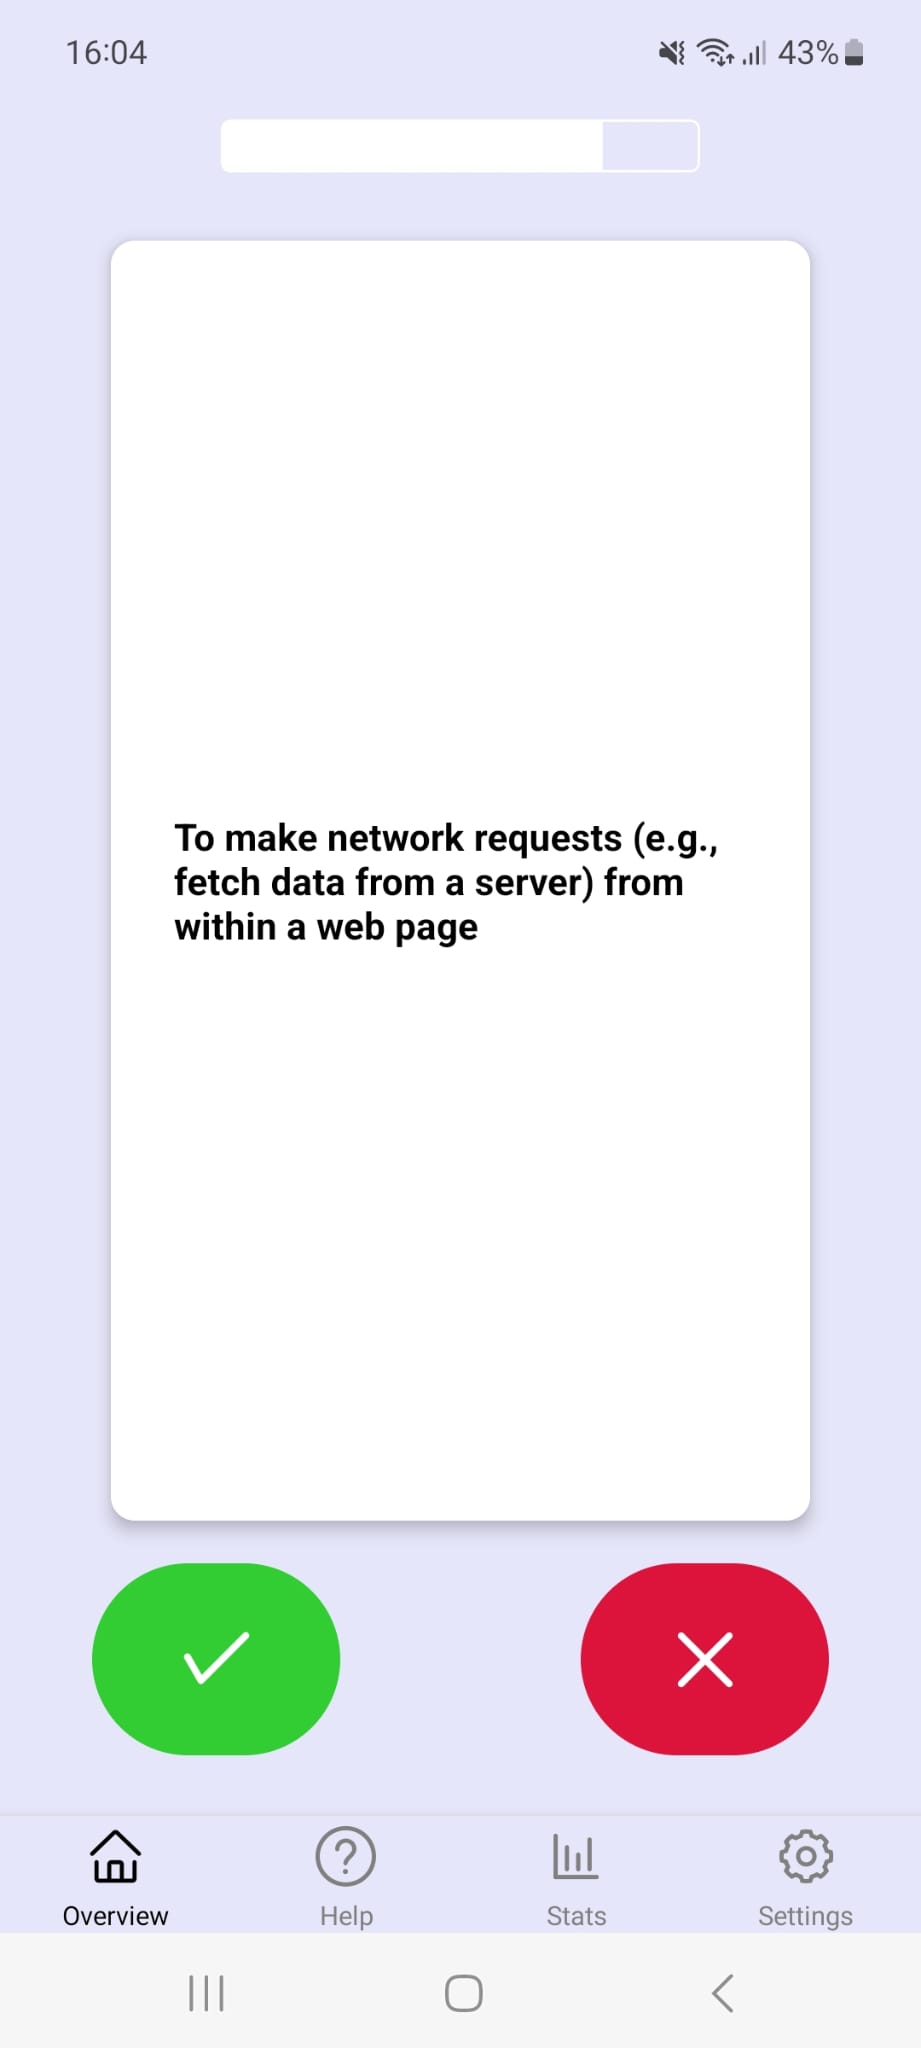 16:04 43%
To make network requests (e.g.,
fetch data from a server) from
within a web page
Overview Help Stats Settings